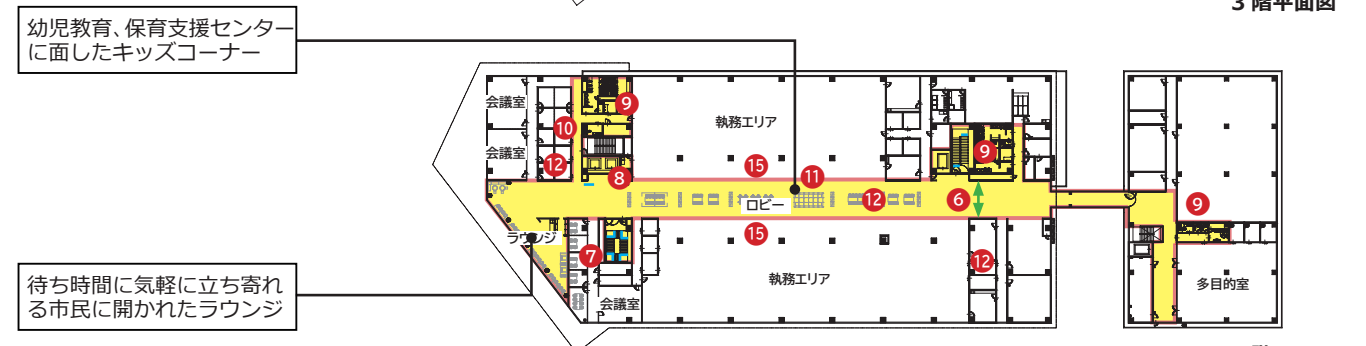 3階平面図
幼児教育、保育支援センター
に面したキッズコーナー
会議室
9
執務エリア
10
9
会議室
12
15
11
8
12
6
9
ロビー
ラウンジ
15
7
12
待ち時間に気軽に立ち寄れ
る市民に開かれたラウンジ
執務エリア
多目的室
会議室